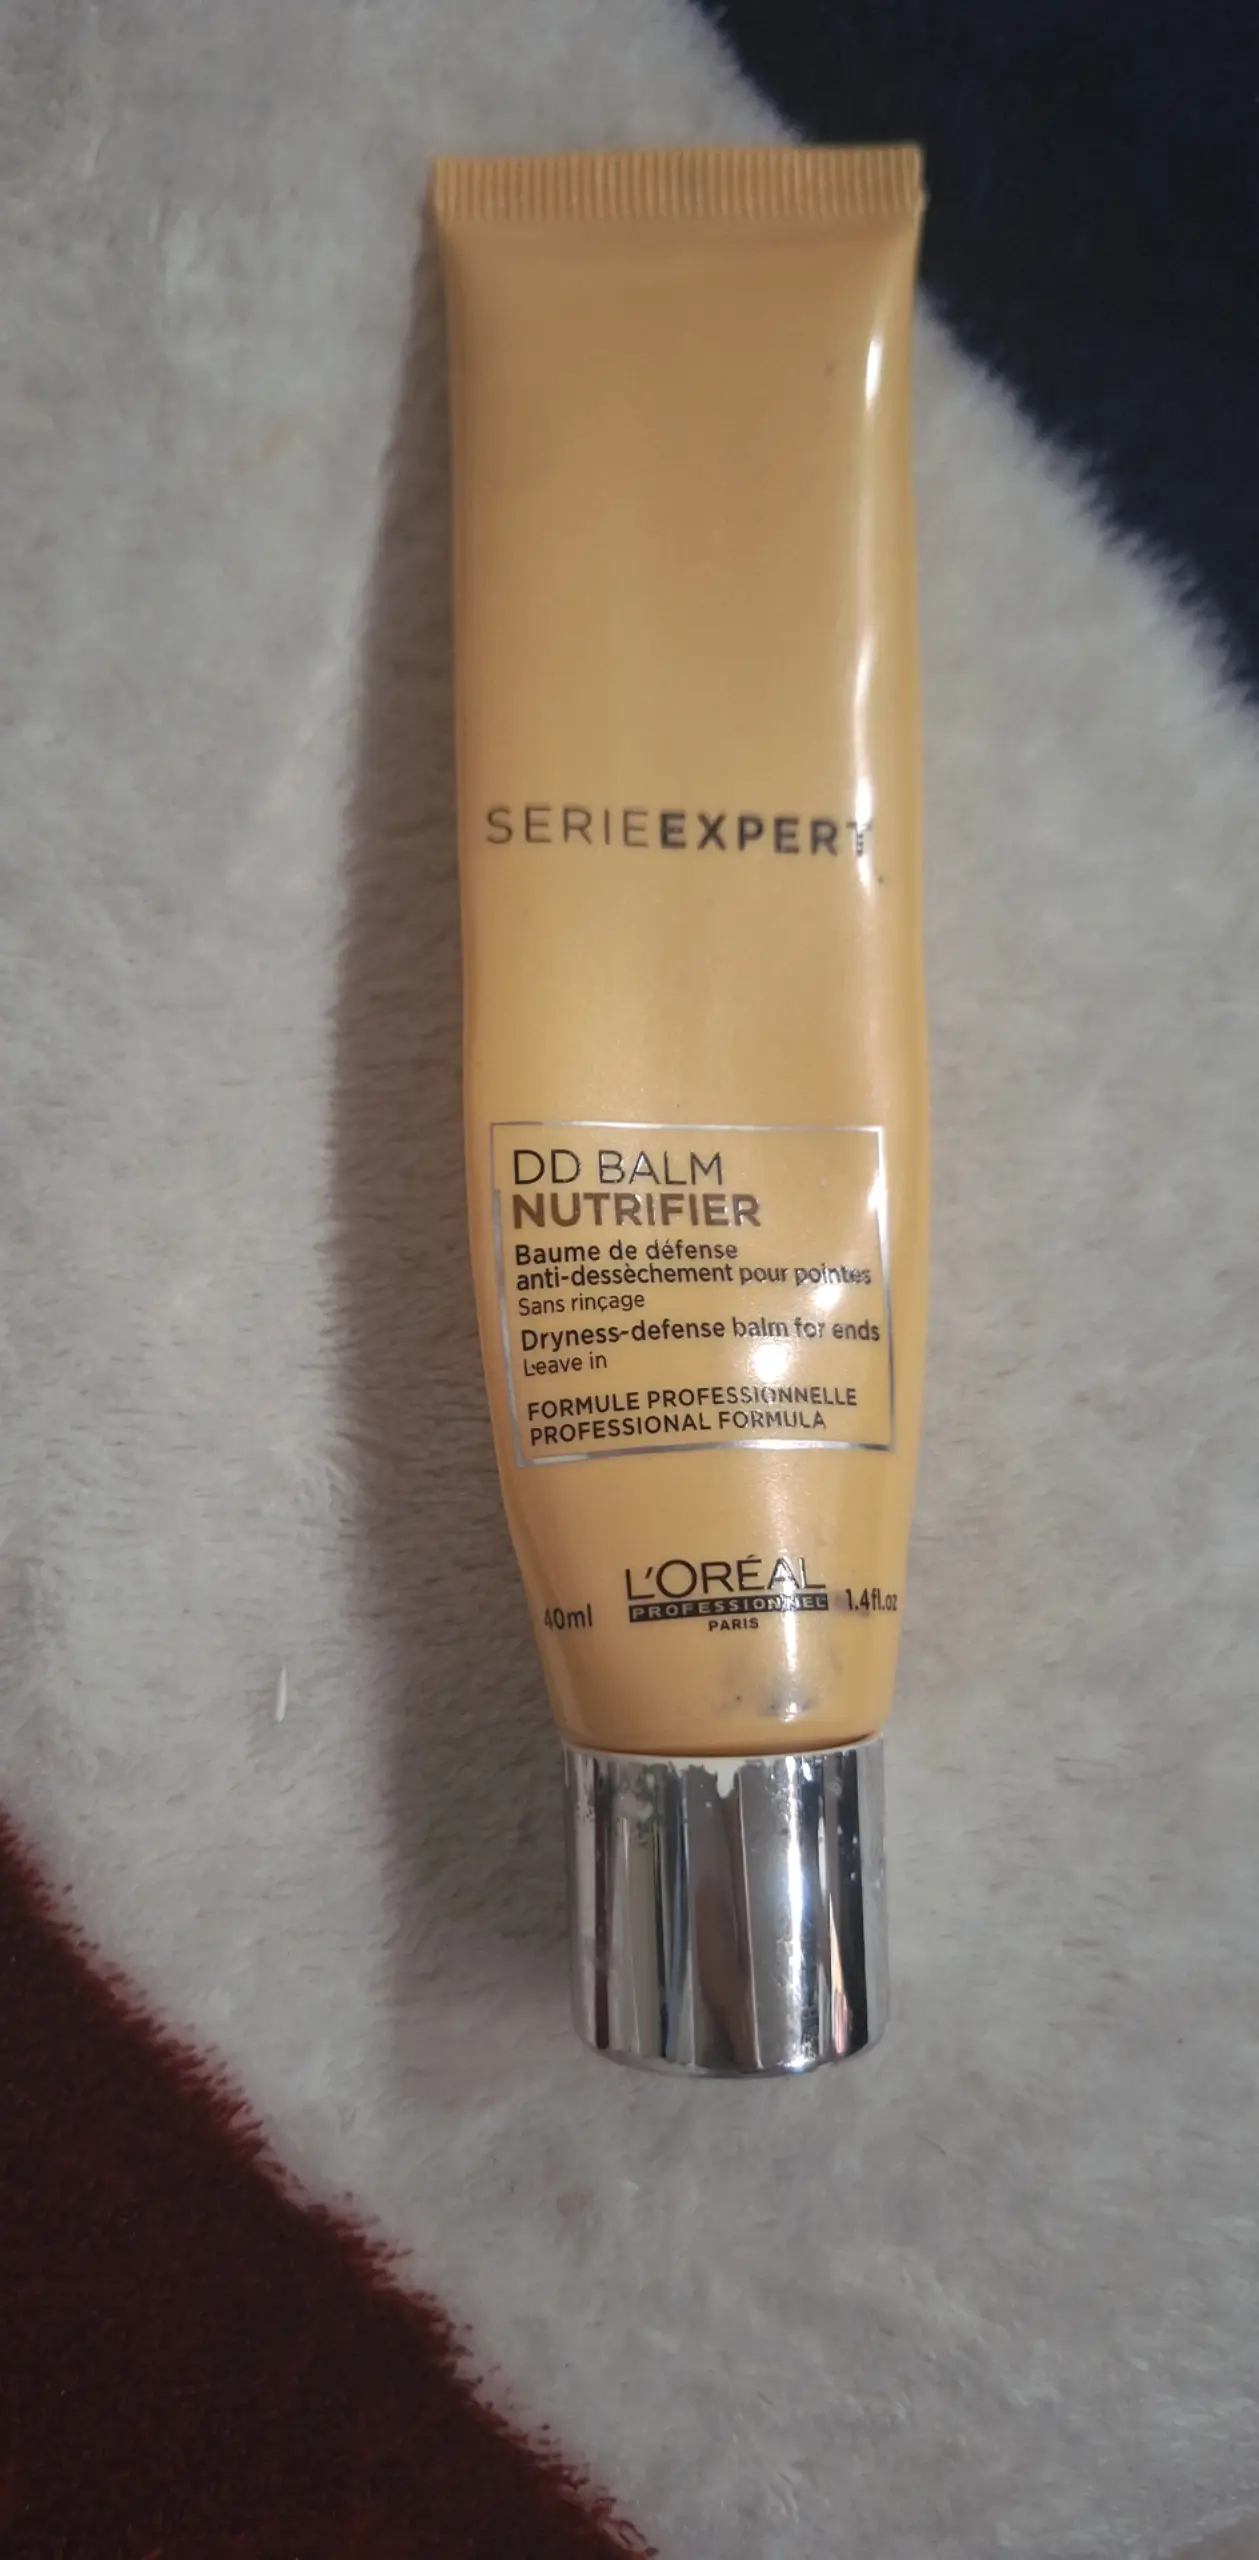 SERIEEXPERT
DD BALM
NUTRIFIER
Baume de défense
anti-dessèchement pour pointes
Sans rinçage
Dryness-defense balm for ends
Leave in
FORMULE PROFESSIONNELLE
PROFESSIONAL FORMULA
L'ORÉAL
PROFESSIONNEL
PARIS
40ml
1.4fl.oz